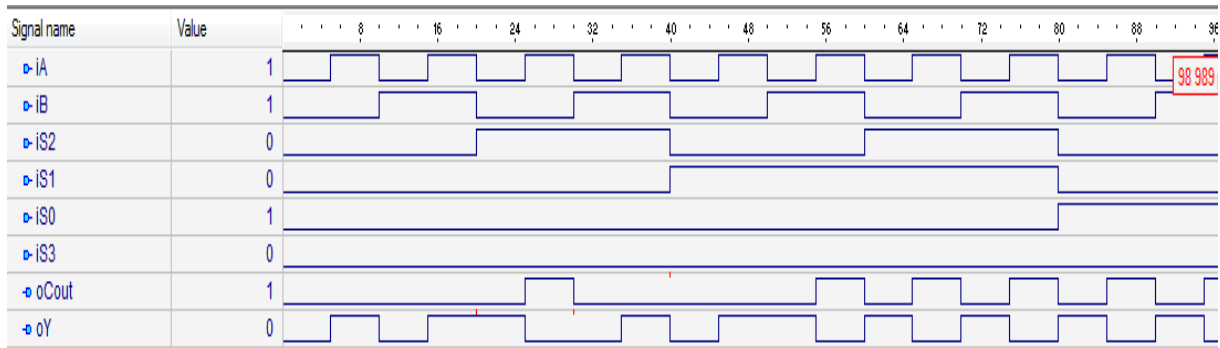 Signal name Value 8 16 24 32 40 48 56 64 72 80 88 96
iA 1 98 989
iB 1
iS2 0
iS1 0
iS0 1
iS3 0
oCout 1
oY 0